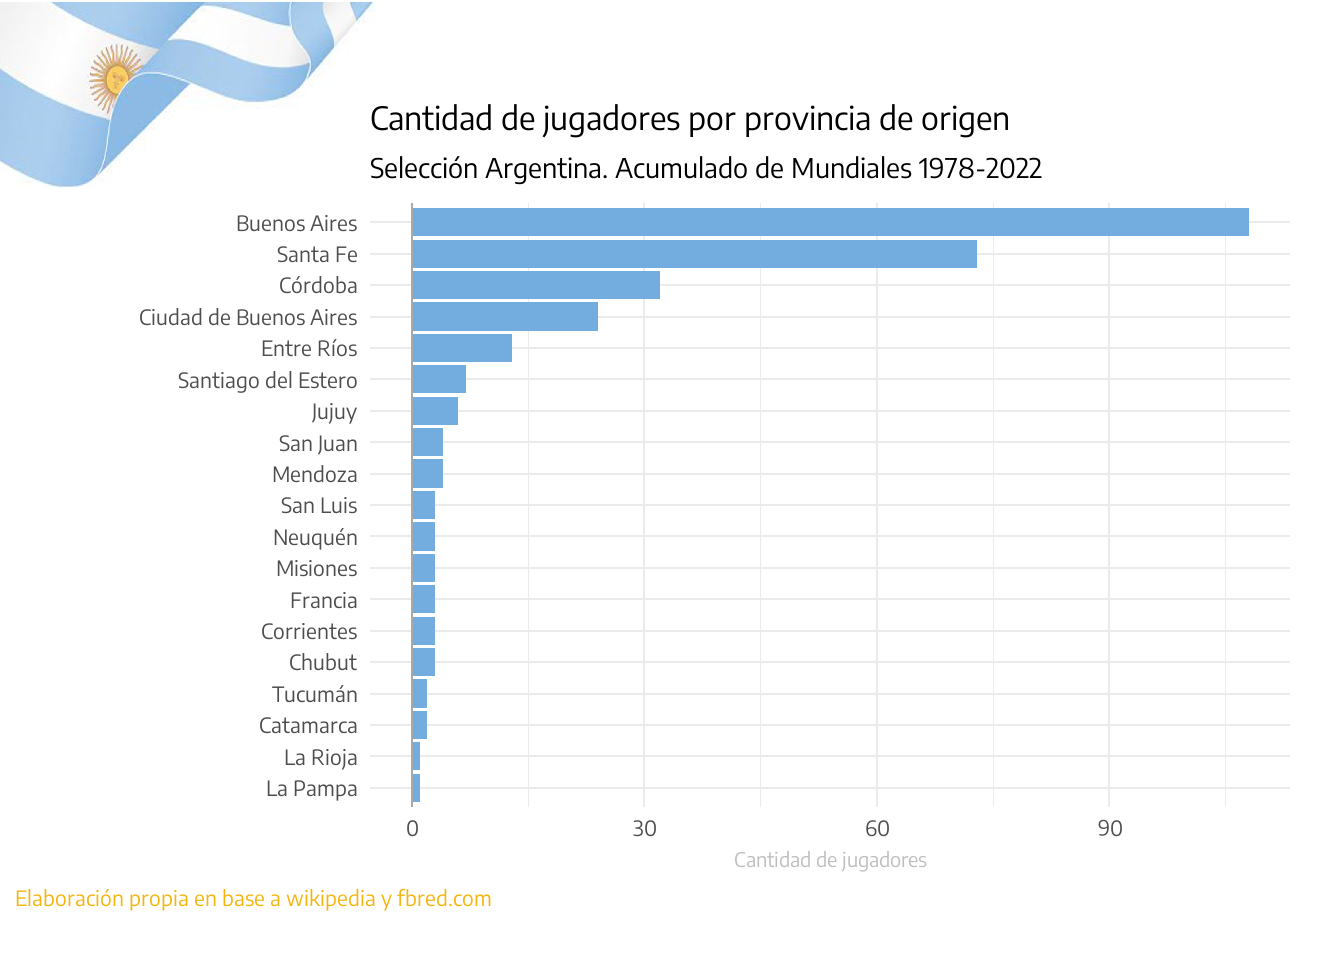 Cantidad de jugadores por provincia de origen
Selección Argentina. Acumulado de Mundiales 1978-2022
Buenos Aires
Santa Fe
Córdoba
Ciudad de Buenos Aires
Entre Ríos
Santiago del Estero
Jujuy
San Juan
Mendoza
San Luis
Neuquén
Misiones
Francia
Corrientes
Chubut
Tucumán
Catamarca
La Rioja
La Pampa
0 30 60 90
Cantidad de jugadores
Elaboración propia en base a wikipedia y fbred.com